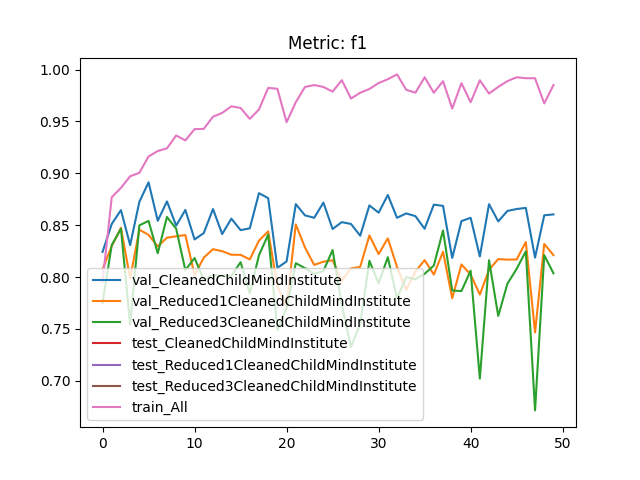 Metric: f1
1.00
0.95
0.90
0.85
0.80
0.75
0.70
val_CleanedChildMindInstitute
val_Reduced1CleanedChildMindInstitute
val_Reduced3CleanedChildMindInstitute
test_CleanedChildMindInstitute
test_Reduced1CleanedChildMindInstitute
test_Reduced3CleanedChildMindInstitute
train_All
0 10 20 30 40 50